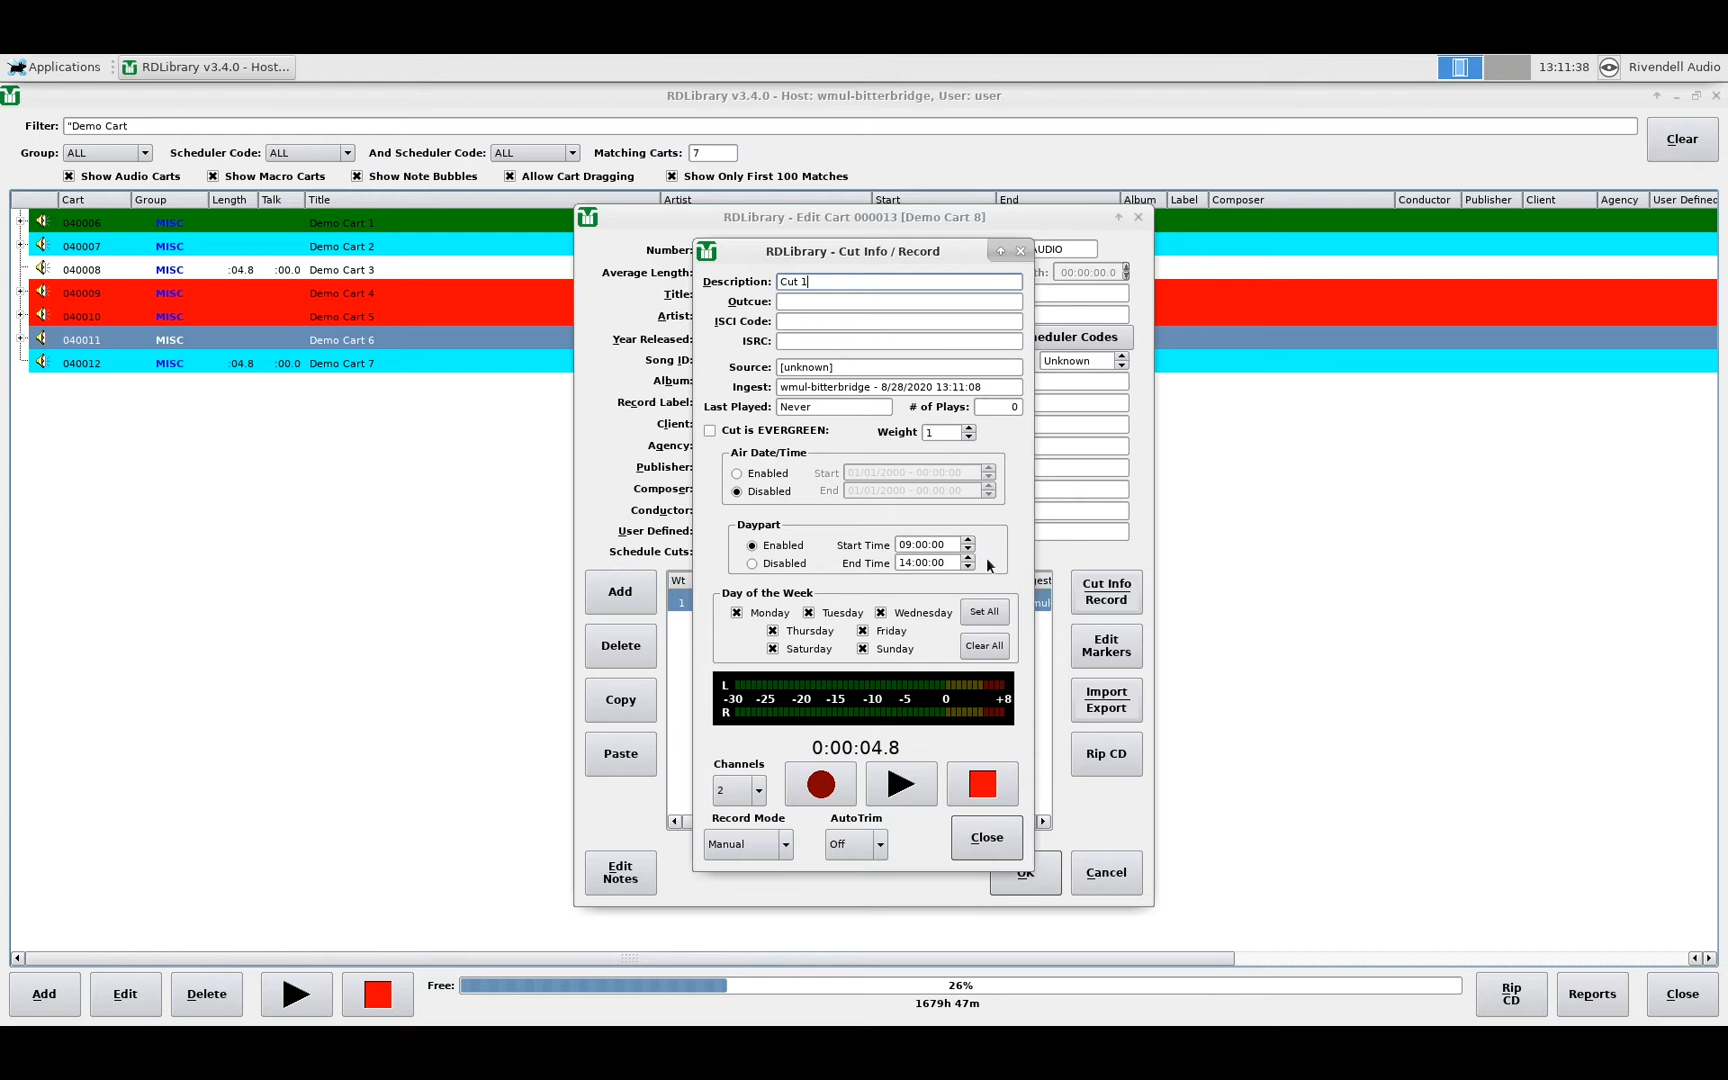 Applications RDLibrary v3.4.0 - Host... 13:11:38 Rivendell Audio
RDLibrary v3.4.0 - Host: wmul-bitterbridge, User: user
Filter: "Demo Cart Clear
Group: ALL Scheduler Code: ALL And Scheduler Code: ALL Matching Carts: 7
Show Audio Carts Show Macro Carts Show Note Bubbles Allow Cart Dragging Show Only First 100 Matches
Cart Group Length Talk Title Artist Start End Album Label Composer Conductor Publisher Client Agency User Defined
040006 MISC Demo Cart 1
040007 MISC Demo Cart 2
040008 MISC :04.8 :00.0 Demo Cart 3
040009 MISC Demo Cart 4
040010 MISC Demo Cart 5
040011 MISC Demo Cart 6
040012 MISC :04.8 :00.0 Demo Cart 7
RDLibrary - Edit Cart 000013 [Demo Cart 8]
Number: UDIO
Average Length: th: 00:00:00.0
Title:
Artist:
Year Released: eduler Codes
Song ID: Unknown
Album:
Record Label:
Client:
Agency:
Publisher:
Composer:
Conductor:
User Defined:
Schedule Cuts:
Add
Delete
Copy
Paste
Edit
Notes
Wt
1
gest
mul
Cut Info
Record
Edit
Markers
Import
Export
Rip CD
OK Cancel
RDLibrary - Cut Info / Record
Description: Cut 1
Outcue:
ISCI Code:
ISRC:
Source: [unknown]
Ingest: wmul-bitterbridge - 8/28/2020 13:11:08
Last Played: Never # of Plays: 0
Cut is EVERGREEN: Weight 1
Air Date/Time
Enabled Start 01/01/2000 - 00:00:00
Disabled End 01/01/2000 - 00:00:00
Daypart
Enabled Start Time 09:00:00
Disabled End Time 14:00:00
Day of the Week
Monday Tuesday Wednesday Set All
Thursday Friday
Saturday Sunday Clear All
L
-30 -25 -20 -15 -10 -5 0 +8
R
0:00:04.8
Channels
2
Record Mode AutoTrim
Manual Off Close
Add Edit Delete Free: 26% Rip CD Reports Close
1679h 47m